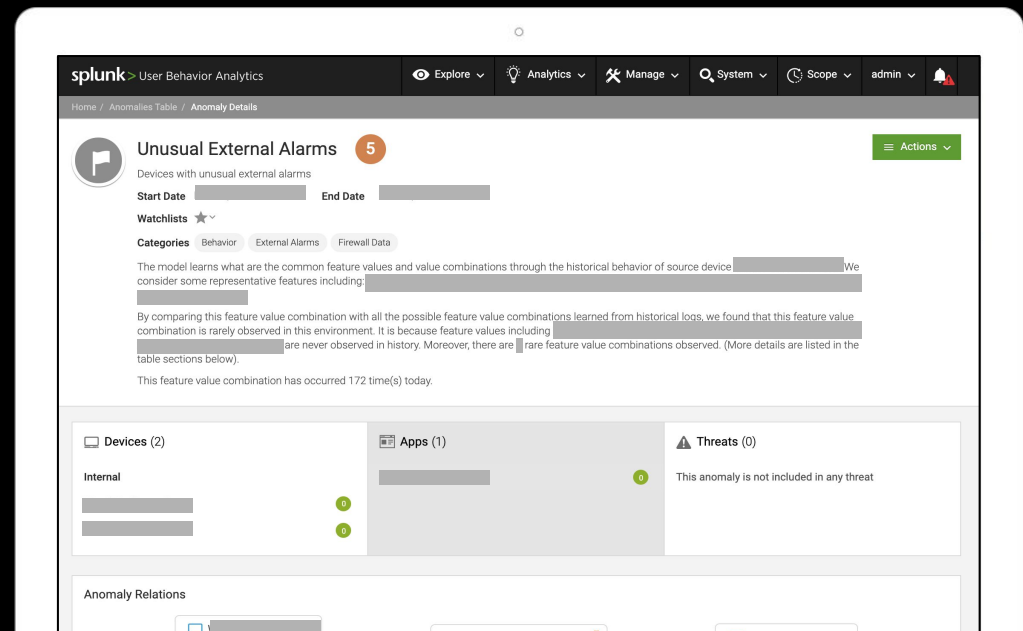 splunk> User Behavior Analytics
Explore
Analytics
Manage
System
Scope
admin
Home / Anomalies Table / Anomaly Details
Unusual External Alarms 5
Actions
Devices with unusual external alarms
Start Date End Date
Watchlists
Categories Behavior External Alarms Firewall Data
The model learns what are the common feature values and value combinations through the historical behavior of source device We
consider some representative features including:
By comparing this feature value combination with all the possible feature value combinations learned from historical logs, we found that this feature value
combination is rarely observed in this environment. It is because feature values including
are never observed in history. Moreover, there are rare feature value combinations observed. (More details are listed in the
table sections below).
This feature value combination has occurred 172 time(s) today.
Devices (2)
Internal
0
0
Apps (1)
0
Threats (0)
This anomaly is not included in any threat
Anomaly Relations